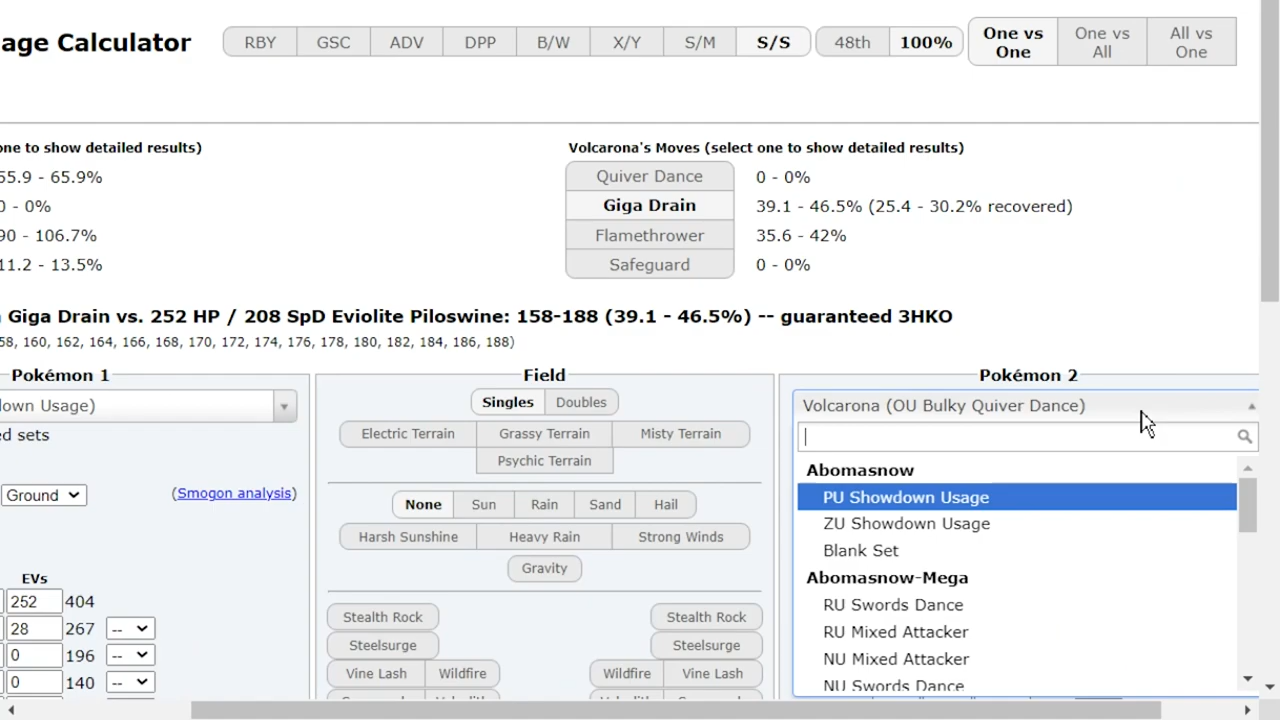 age Calculator
RBY GSC ADV DPP B/W X/Y S/M S/S 48th 100% One vs One One vs All All vs One
one to show detailed results)
55.9 - 65.9%
0 - 0%
90 - 106.7%
11.2 - 13.5%
Volcarona's Moves (select one to show detailed results)
Quiver Dance 0 - 0%
Giga Drain 39.1 - 46.5% (25.4 - 30.2% recovered)
Flamethrower 35.6 - 42%
Safeguard 0 - 0%
Giga Drain vs. 252 HP / 208 SpD Eviolite Piloswine: 158-188 (39.1 - 46.5%) -- guaranteed 3HKO
58, 160, 162, 164, 166, 168, 170, 172, 174, 176, 178, 180, 182, 184, 186, 188)
Pokémon 1
down Usage)
ed sets
Ground
(Smogon analysis)
EVs
252 404
28 267 --
0 196 --
0 140 --
Field
Singles Doubles
Electric Terrain Grassy Terrain Misty Terrain
Psychic Terrain
None Sun Rain Sand Hail
Harsh Sunshine Heavy Rain Strong Winds
Gravity
Stealth Rock Stealth Rock
Steelsurge Steelsurge
Vine Lash Wildfire Wildfire Vine Lash
Pokémon 2
Volcarona (OU Bulky Quiver Dance)
Abomasnow
PU Showdown Usage
ZU Showdown Usage
Blank Set
Abomasnow-Mega
RU Swords Dance
RU Mixed Attacker
NU Mixed Attacker
NU Swords Dance